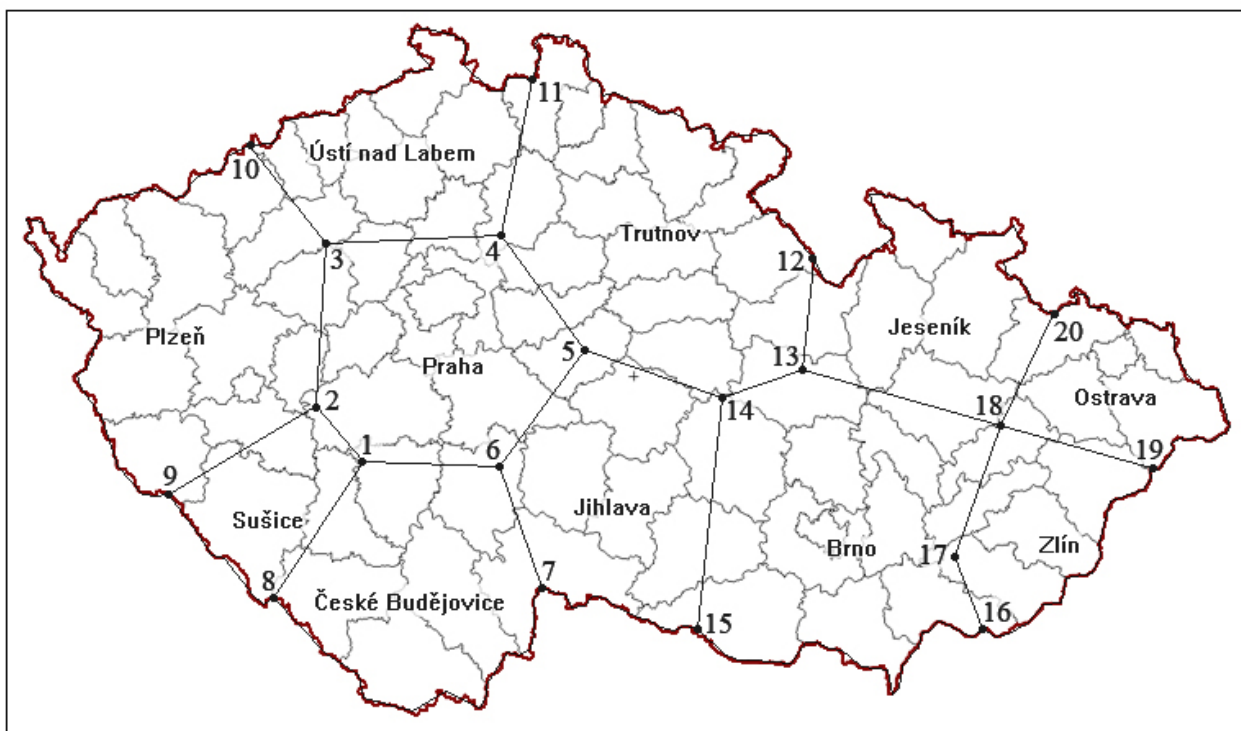 11
10
Ústí nad Labem
3
4
Trutnov
12
Plzeň
Jeseník
20
5
Praha
13
Ostrava
2
14
18
1
6
19
9
Sušice
Jihlava
Brno
Zlín
17
8
České Budějovice
7
15
16